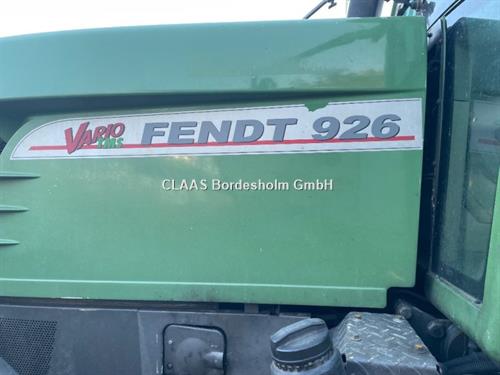 VARIO TMS FENDT 926
CLAAS Bordesholm GmbH